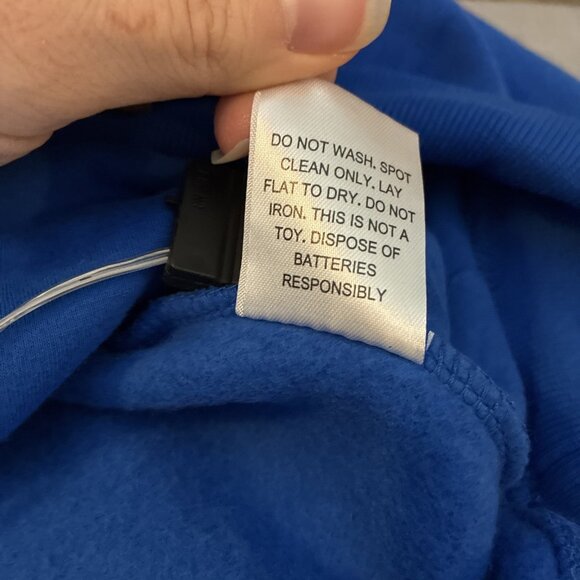 DO NOT WASH. SPOT
CLEAN ONLY. LAY
FLAT TO DRY. DO NOT
IRON. THIS IS NOT A
TOY. DISPOSE OF
BATTERIES
RESPONSIBLY